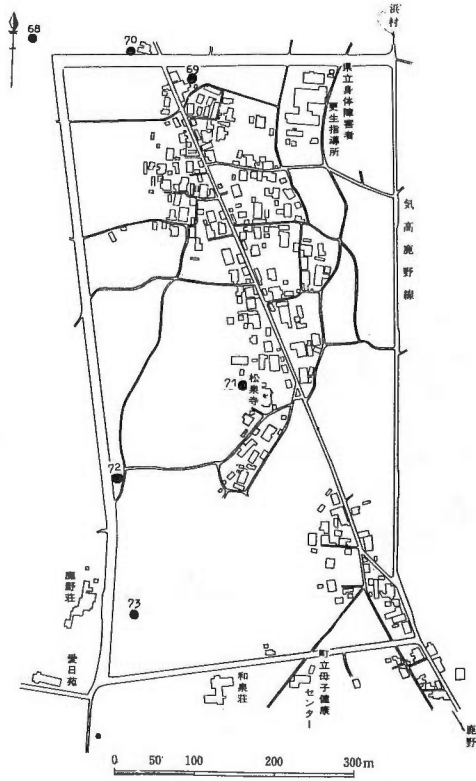 浜村
68
70
69
県立身体障害者
更生指導所
気高鹿野線
71
松泉寺
72
鹿野荘
73
愛日苑
和泉荘
町立母子健康
センター
鹿野
0 50 100 200 300m